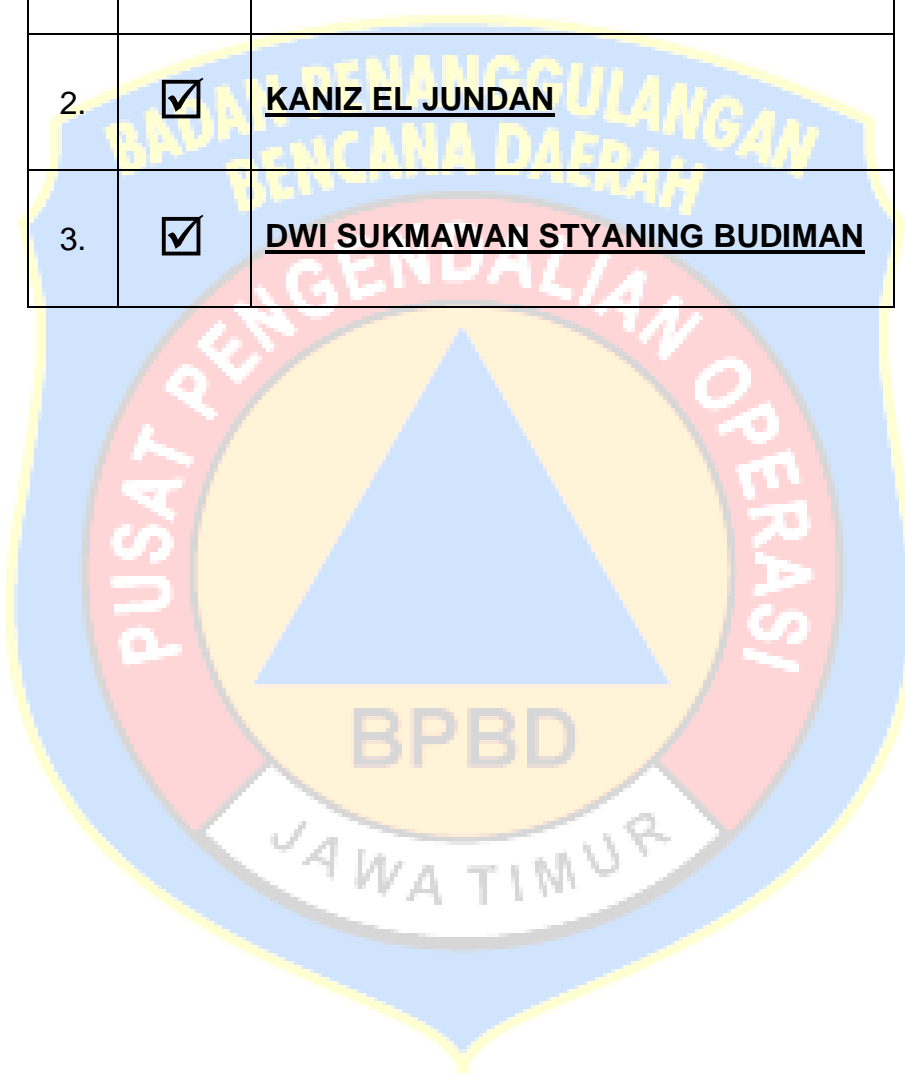 2. ☑ KANIZ EL JUNDAN
3. ☑ DWI SUKMAWAN STYANING BUDIMAN
BADAN PENANGGULANGAN
BENCANA DAERAH
PUSAT PENGENDALIAN OPERASI
BPBD
JAWA TIMUR